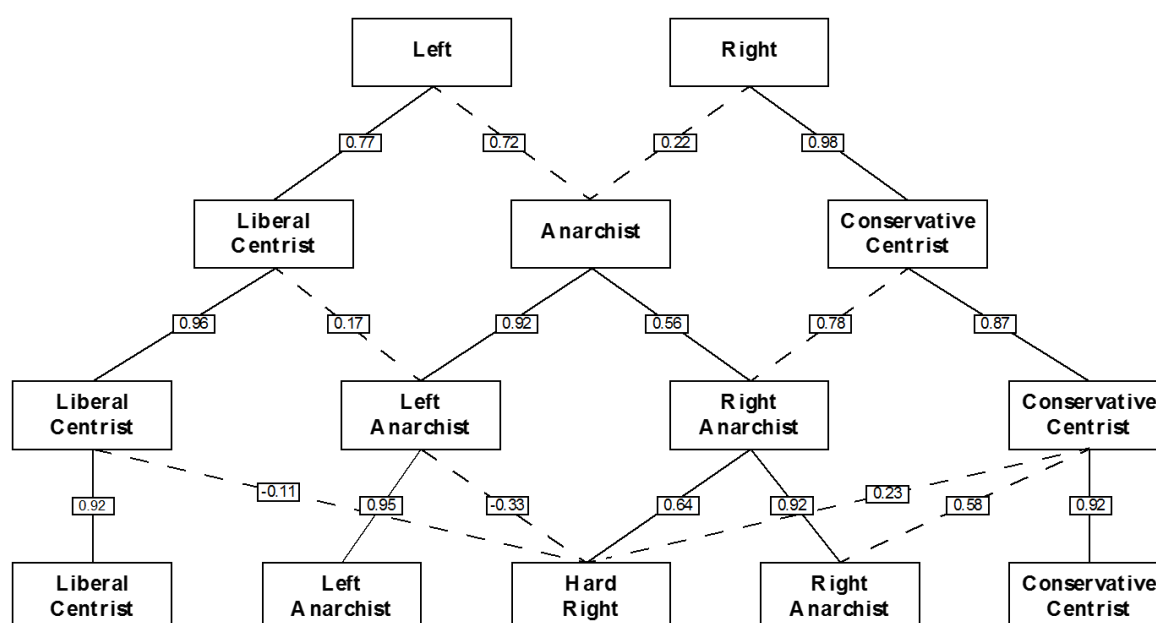 Left
Right
0.77
0.72
0.22
0.98
Liberal
Centrist
Anarchist
Conservative
Centrist
0.96
0.17
0.92
0.56
0.78
0.87
Liberal
Centrist
Left
Anarchist
Right
Anarchist
Conservative
Centrist
-0.11
0.92
0.95
-0.33
0.64
0.92
0.23
0.58
0.92
Liberal
Centrist
Left
Anarchist
Hard
Right
Right
Anarchist
Conservative
Centrist